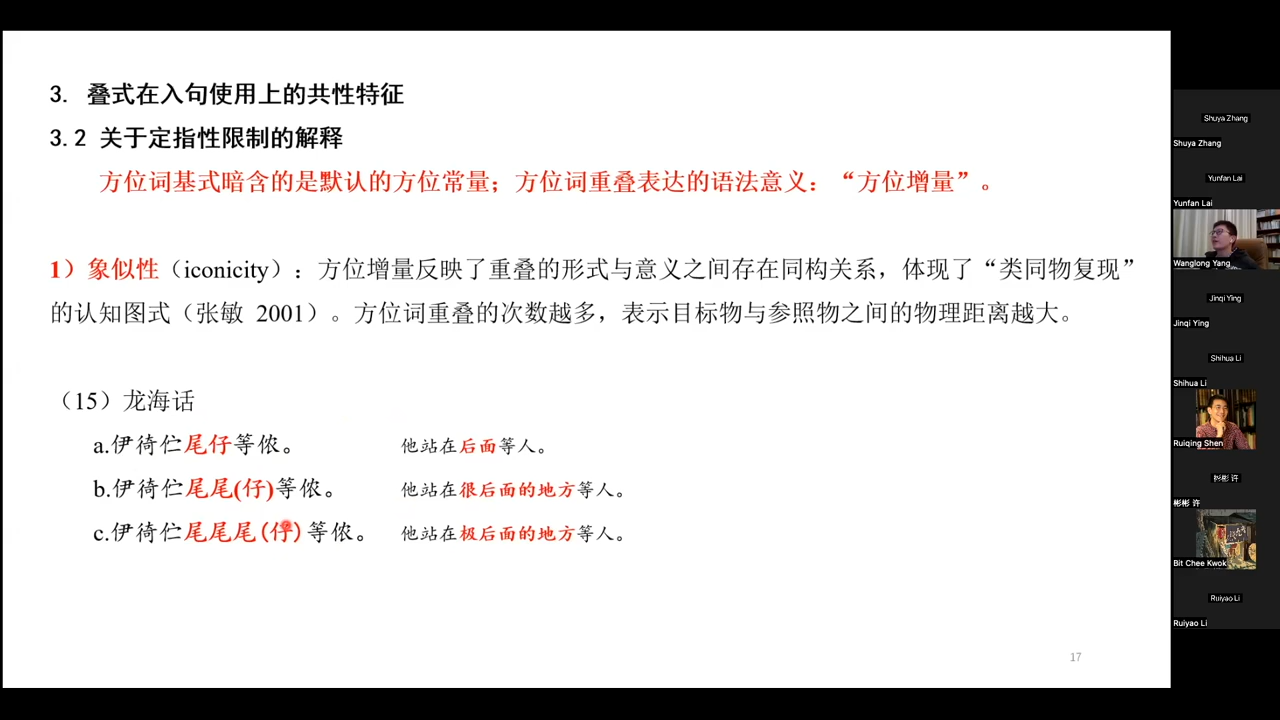 3. 叠式在入句使用上的共性特征
3.2 关于定指性限制的解释
方位词基式暗含的是默认的方位常量；方位词重叠表达的语法意义：“方位增量”。
1）象似性（iconicity）：方位增量反映了重叠的形式与意义之间存在同构关系，体现了“类同物复现”
的认知图式（张敏 2001）。方位词重叠的次数越多，表示目标物与参照物之间的物理距离越大。
（15）龙海话
a.伊徛伫尾仔等侬。 他站在后面等人。
b.伊徛伫尾尾(仔)等侬。 他站在很后面的地方等人。
c.伊徛伫尾尾尾(仔)等侬。 他站在极后面的地方等人。
17
Shuya Zhang
Shuya Zhang
Yunfan Lai
Yunfan Lai
Wanglong Yang
Jinqi Ying
Jinqi Ying
Shihua Li
Shihua Li
Ruiqing Shen
彬彬 许
彬彬 许
Bit Chee Kwok
Ruiyao Li
Ruiyao Li